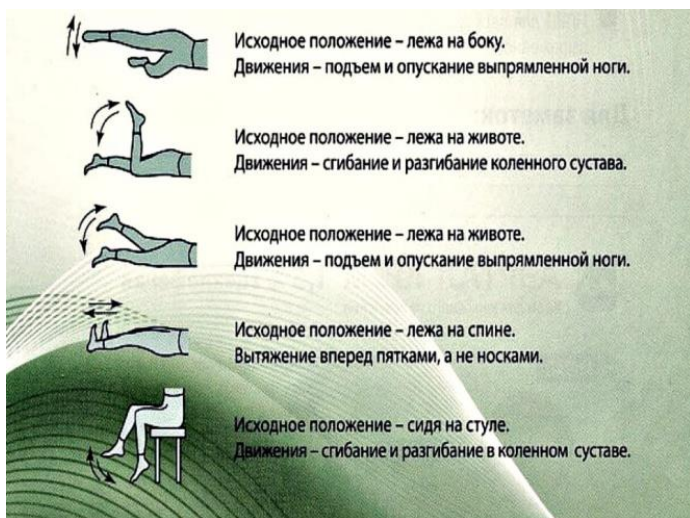 Исходное положение – лежа на боку.
Движения – подъем и опускание выпрямленной ноги.
Исходное положение – лежа на животе.
Движения – сгибание и разгибание коленного сустава.
Исходное положение – лежа на животе.
Движения – подъем и опускание выпрямленной ноги.
Исходное положение – лежа на спине.
Вытяжение вперед пятками, а не носками.
Исходное положение – сидя на стуле.
Движения – сгибание и разгибание в коленном суставе.